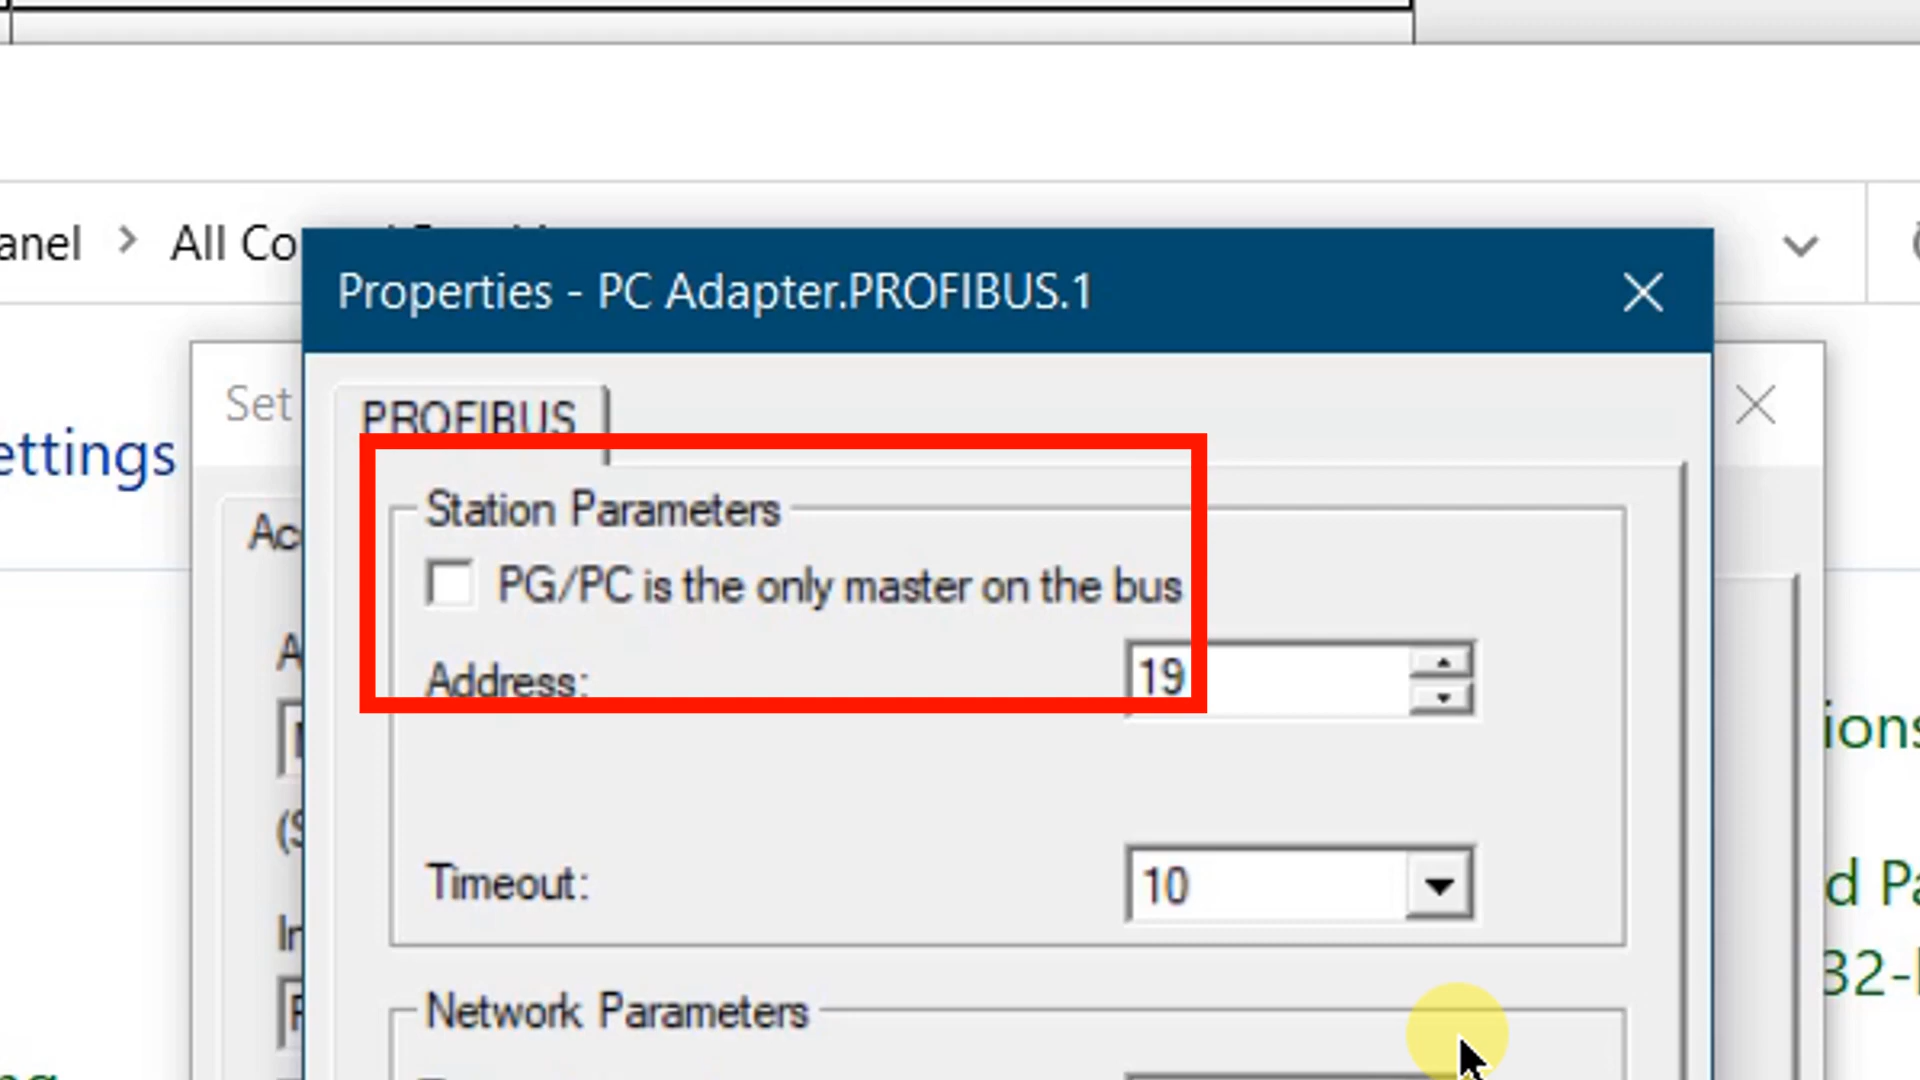 anel > All Co
Properties - PC Adapter.PROFIBUS.1
Set
ettings
PROFIBUS
Station Parameters
Ac
PG/PC is the only master on the bus
Address: 19
ions
Timeout: 10
d Pa
32-
Network Parameters